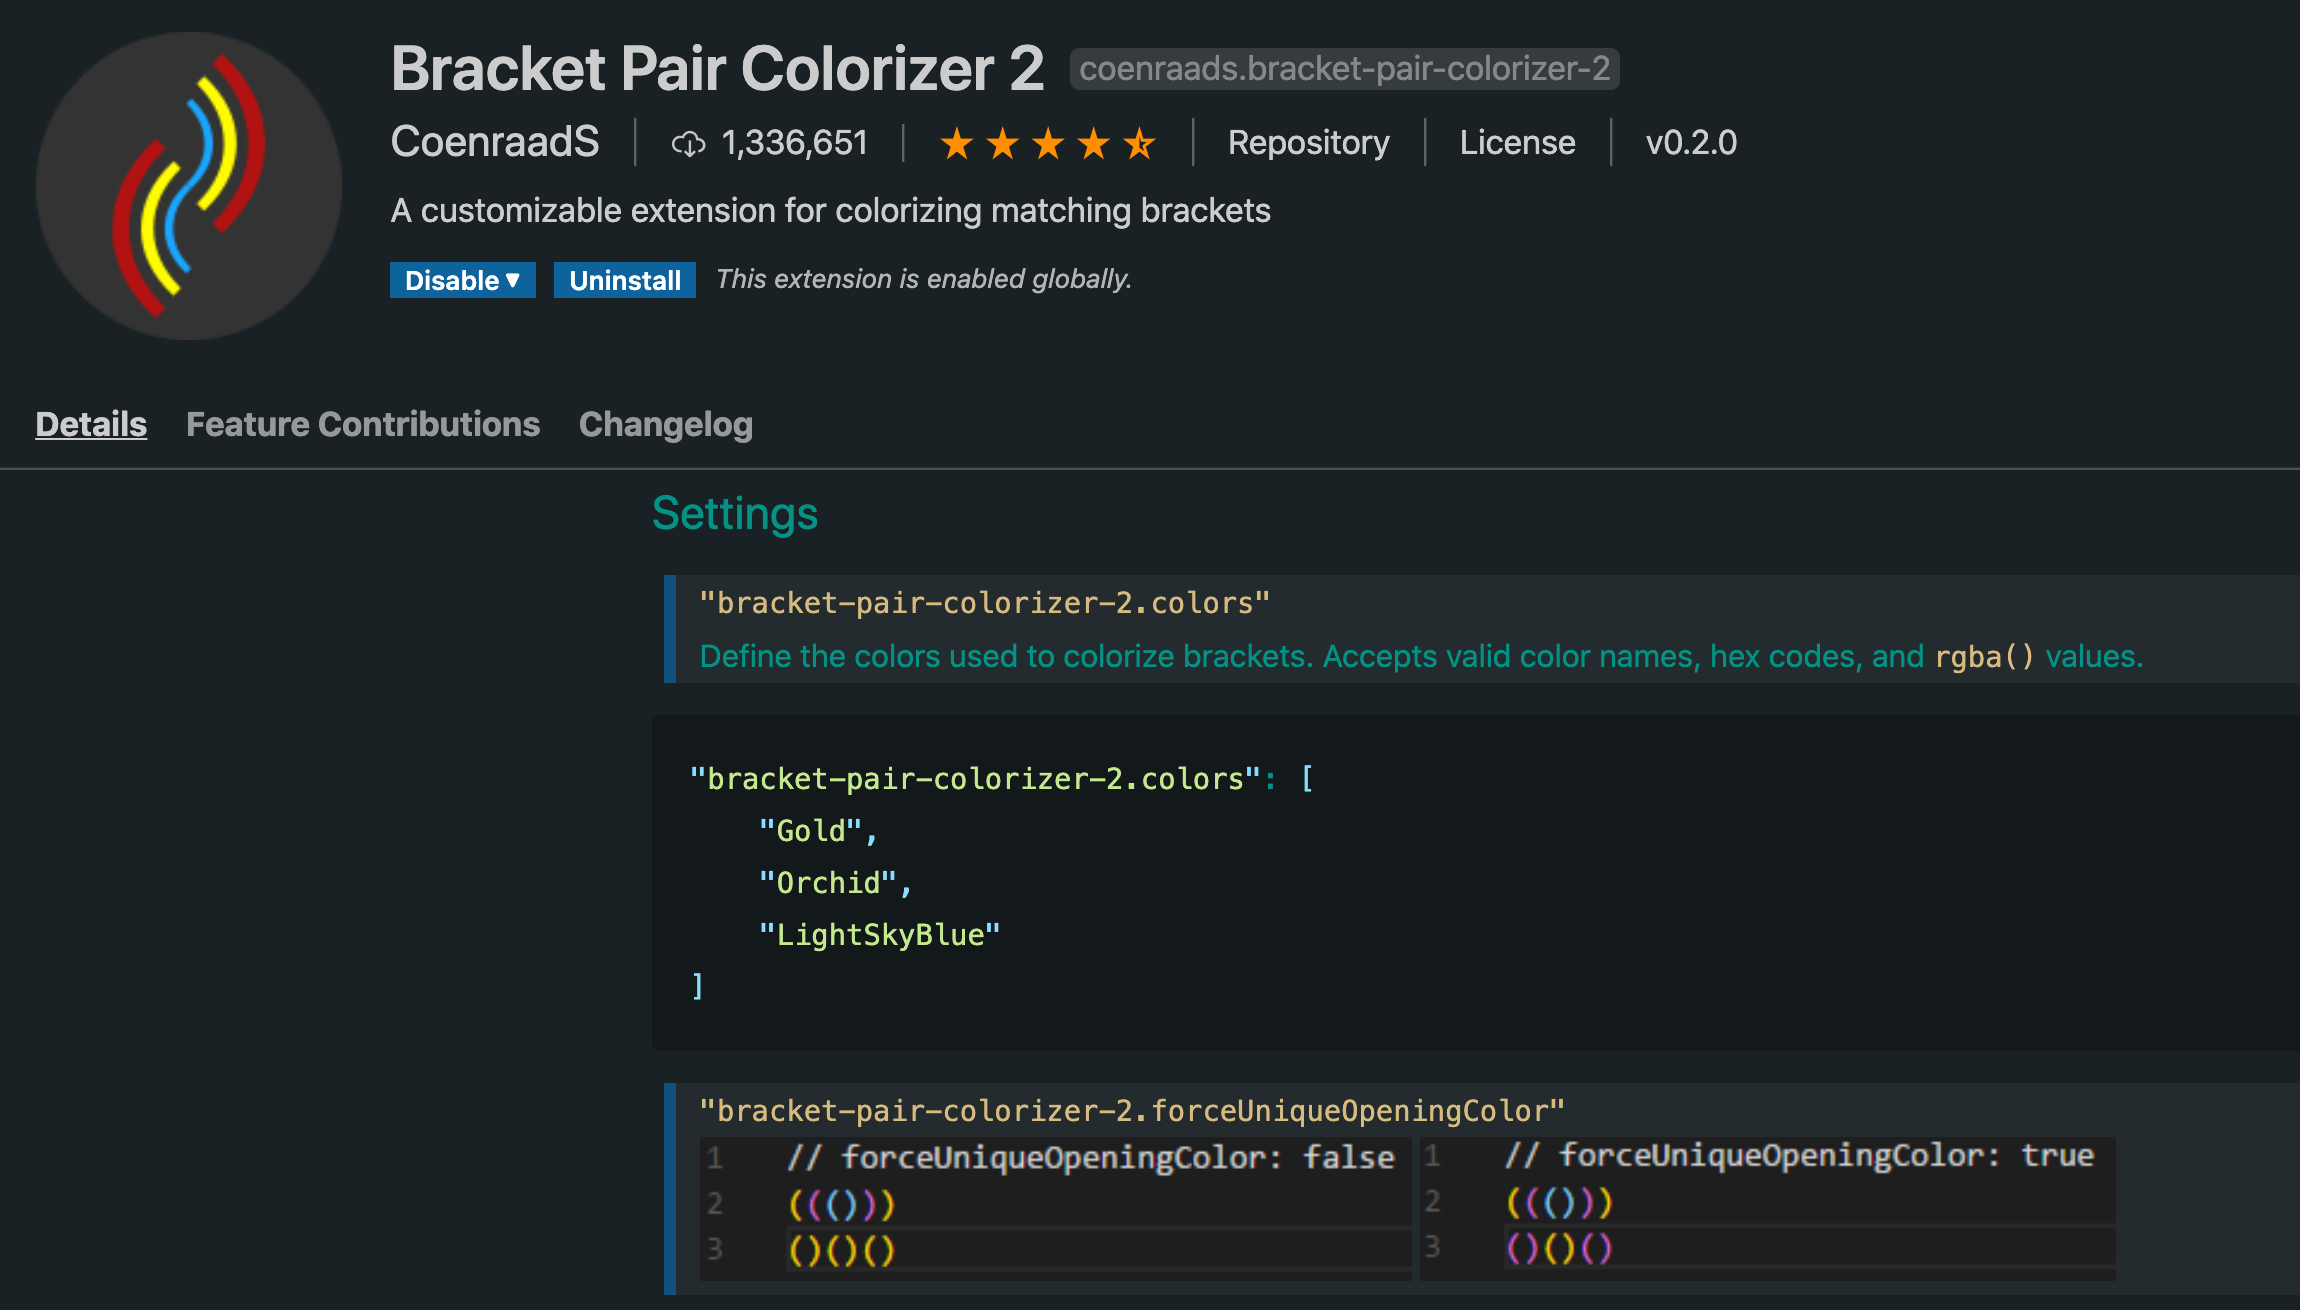 Bracket Pair Colorizer 2 coenraads.bracket-pair-colorizer-2
CoenraadS | 1,336,651 | Repository | License | v0.2.0
A customizable extension for colorizing matching brackets
Disable ▼ Uninstall This extension is enabled globally.
Details Feature Contributions Changelog
Settings
"bracket-pair-colorizer-2.colors"
Define the colors used to colorize brackets. Accepts valid color names, hex codes, and rgba() values.
"bracket-pair-colorizer-2.colors": [
"Gold",
"Orchid",
"LightSkyBlue"
]
"bracket-pair-colorizer-2.forceUniqueOpeningColor"
1 // forceUniqueOpeningColor: false
2 ((()))
3 ()()()
1 // forceUniqueOpeningColor: true
2 ((()))
3 ()()()